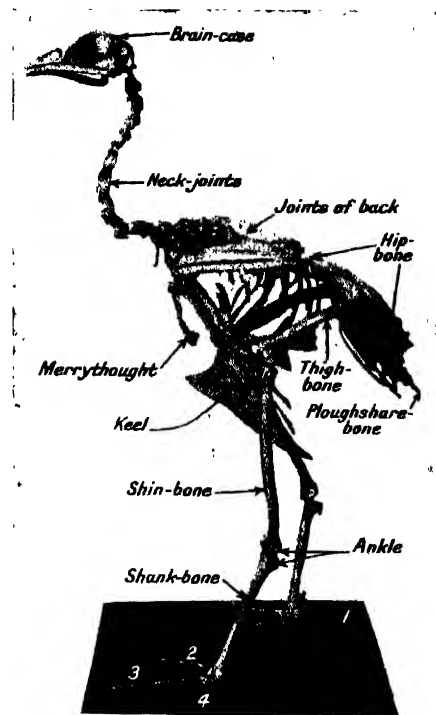 Brain-case
Neck-joints
Joints of back
Hip-
bone
Merrythought
Thigh-
bone
Ploughshare-
bone
Keel
Shin-bone
Ankle
Shank-bone
1
2
3
4